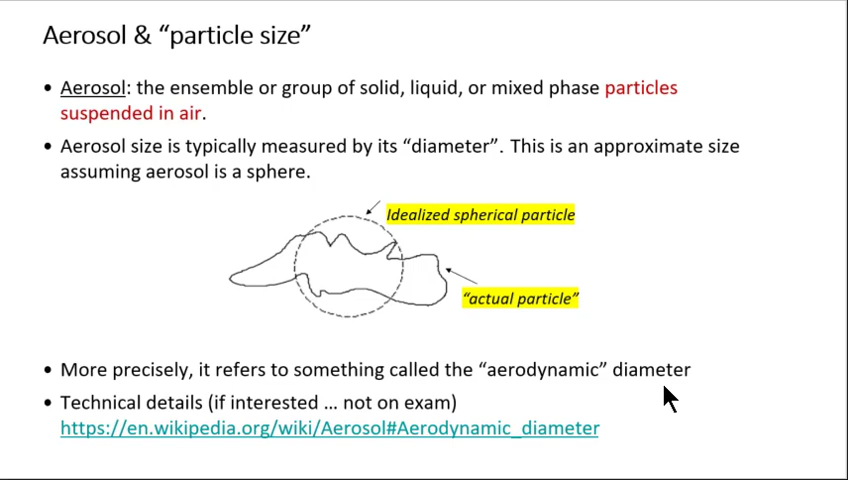 Aerosol & “particle size”
• Aerosol: the ensemble or group of solid, liquid, or mixed phase particles
suspended in air.
• Aerosol size is typically measured by its “diameter”. This is an approximate size
assuming aerosol is a sphere.
Idealized spherical particle
“actual particle”
• More precisely, it refers to something called the “aerodynamic” diameter
• Technical details (if interested … not on exam)
https://en.wikipedia.org/wiki/Aerosol#Aerodynamic_diameter